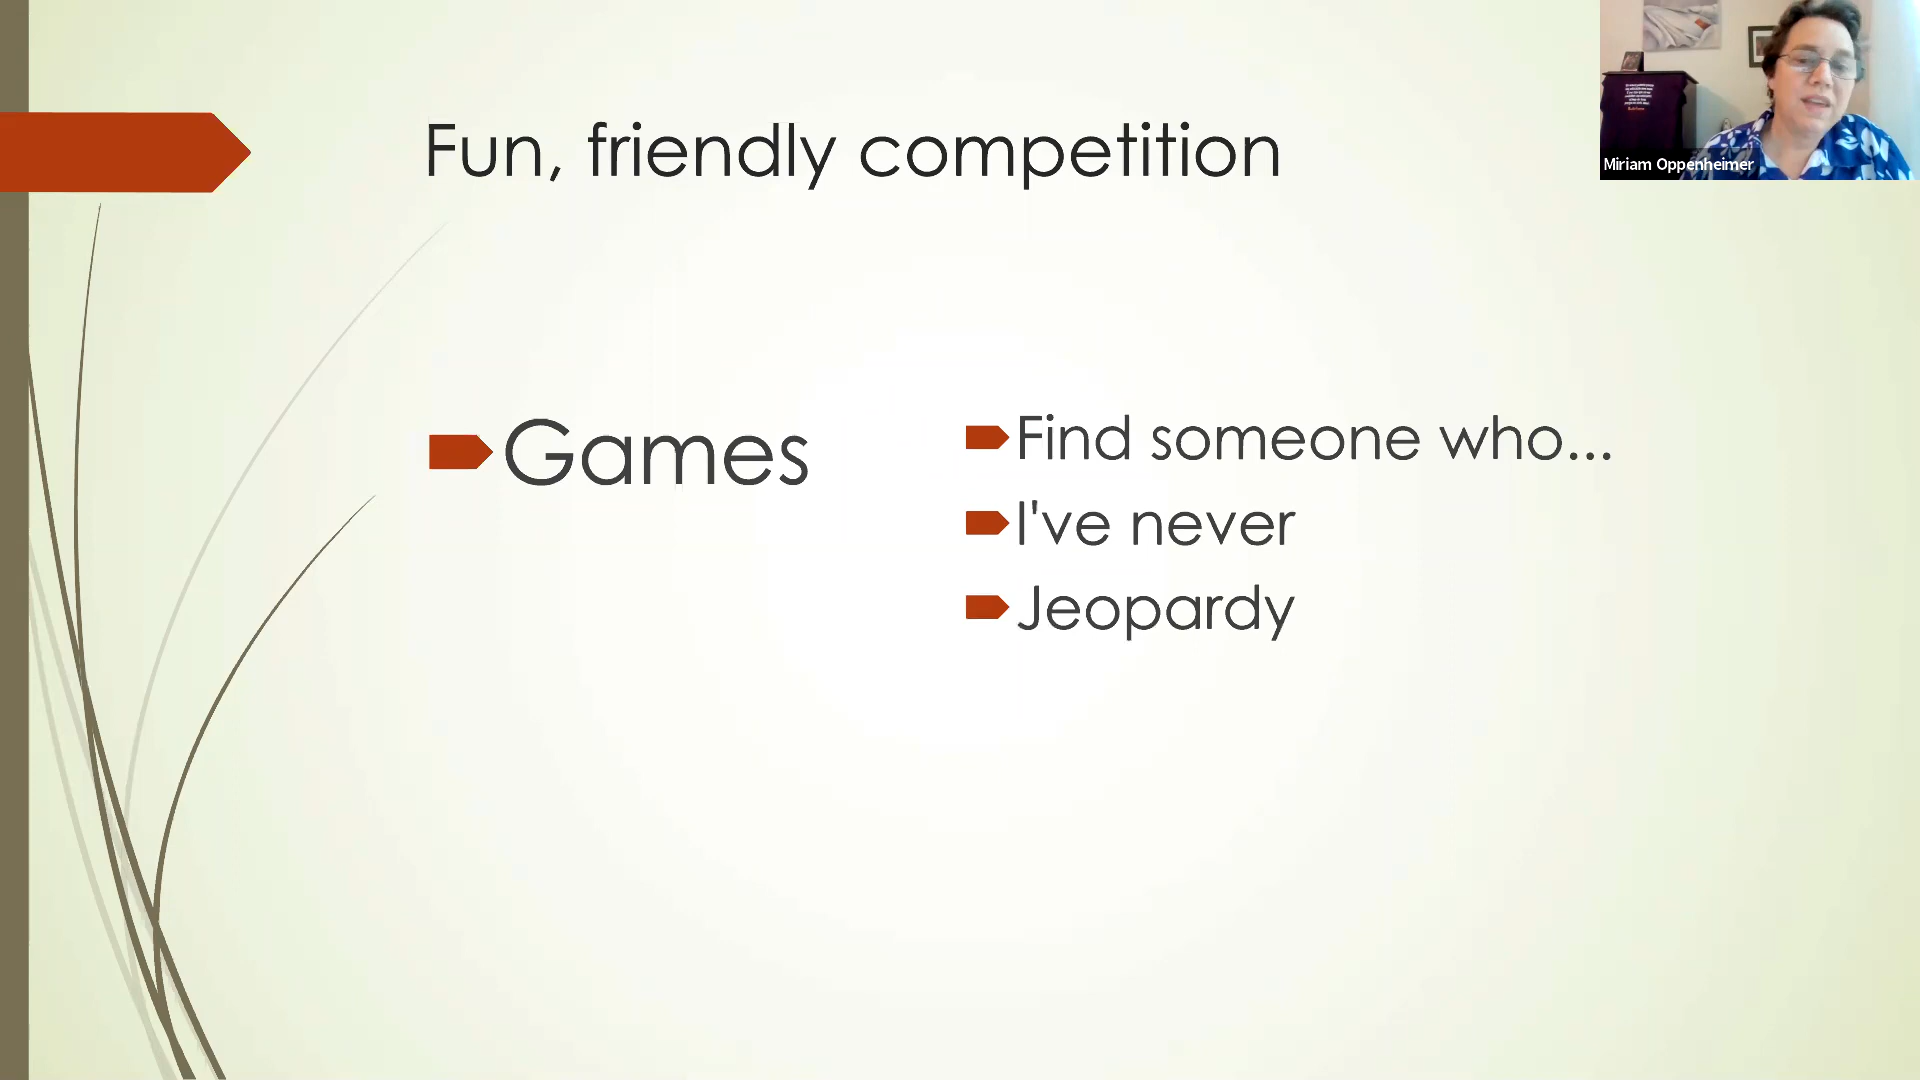 Fun, friendly competition
Miriam Oppenheimer
Games
Find someone who...
I've never
Jeopardy